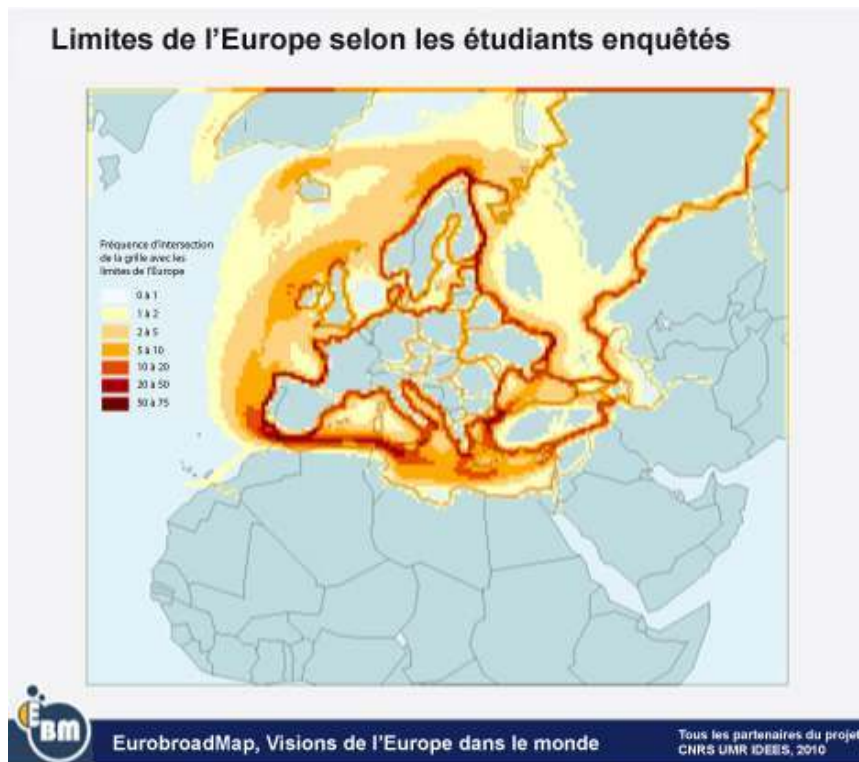 Limites de l'Europe selon les étudiants enquêtés
Fréquence d'intersection
de la grille avec les
limites de l'Europe
0 à 1
1 à 2
2 à 5
5 à 10
10 à 20
20 à 50
50 à 75
EBM
EurobroadMap, Visions de l'Europe dans le monde
Tous les partenaires du projet
CNRS UMR IDEES, 2010